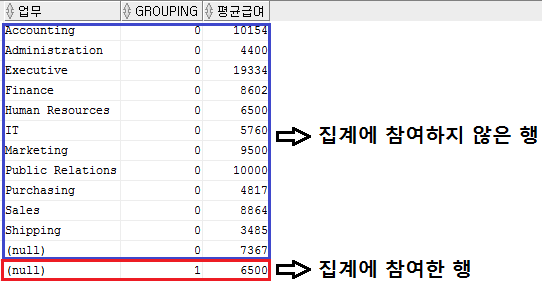 업무 GROUPING 평균급여
Accounting 0 10154
Administration 0 4400
Executive 0 19334
Finance 0 8602
Human Resources 0 6500
IT 0 5760
Marketing 0 9500
Public Relations 0 10000
Purchasing 0 4817
Sales 0 8864
Shipping 0 3485
(null) 0 7367
(null) 1 6500
집계에 참여하지 않은 행
집계에 참여한 행